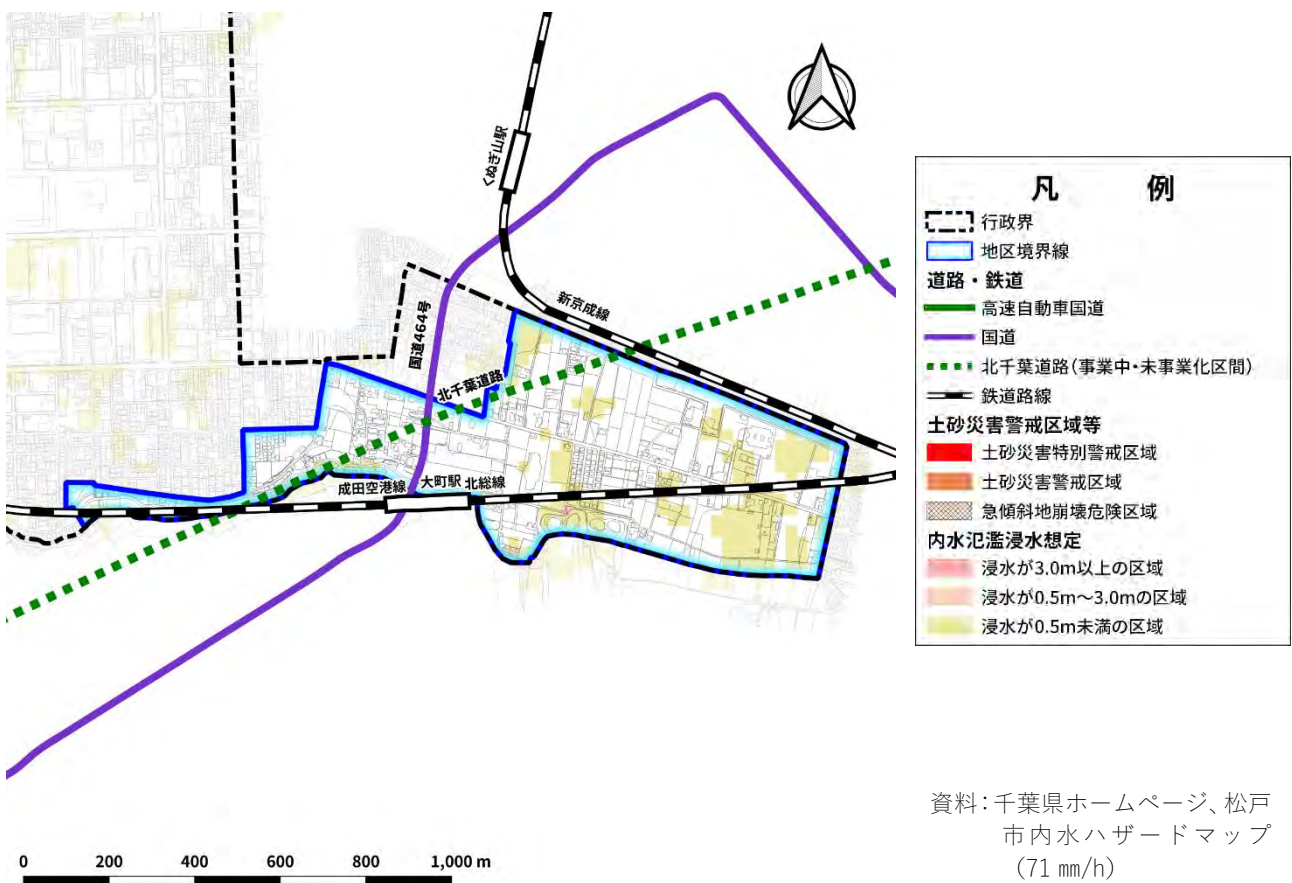 くぬぎ山駅
新京成線
国道464号
北千葉道路
成田空港線
大町駅
北総線
0 200 400 600 800 1,000 m
凡 例
行政界
地区境界線
道路・鉄道
高速自動車国道
国道
北千葉道路(事業中・未事業化区間)
鉄道路線
土砂災害警戒区域等
土砂災害特別警戒区域
土砂災害警戒区域
急傾斜地崩壊危険区域
内水氾濫浸水想定
浸水が3.0m以上の区域
浸水が0.5m～3.0mの区域
浸水が0.5m未満の区域
資料：千葉県ホームページ、松戸
市内水ハザードマップ
(71 mm/h)